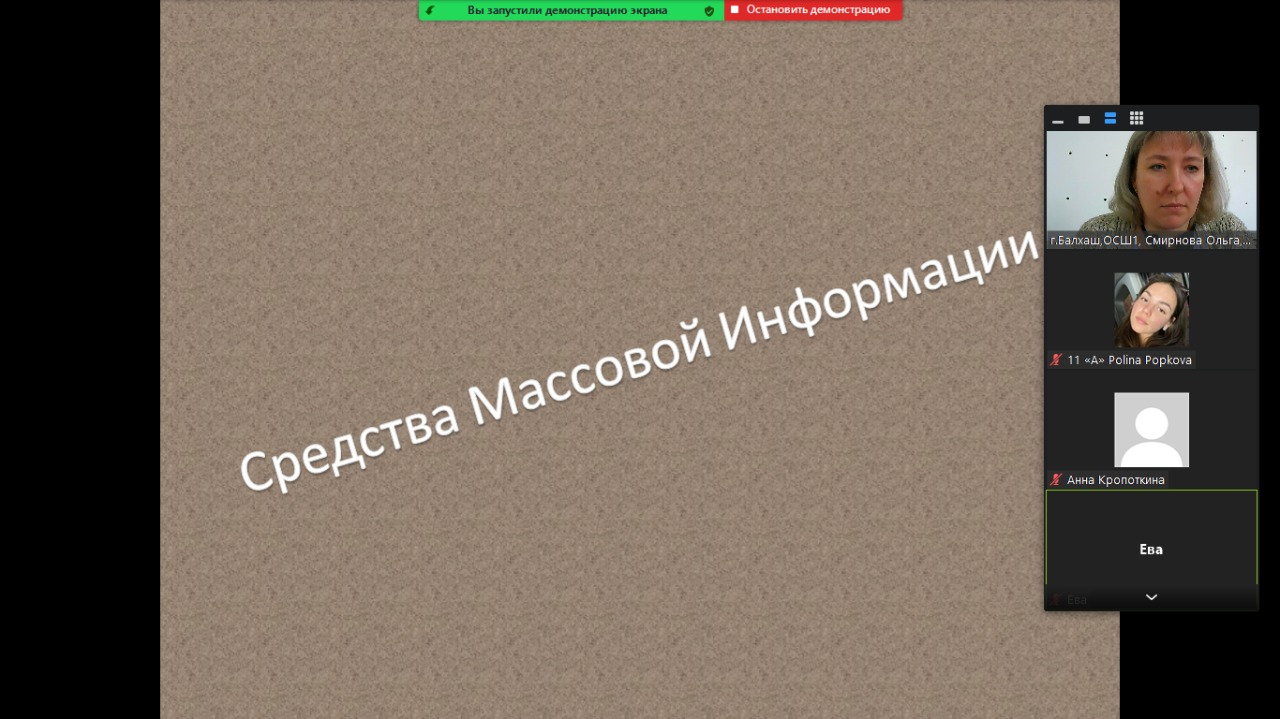 Вы запустили демонстрацию экрана
Остановить демонстрацию
Средства Массовой Информации
г.Балхаш,ОСШ1, Смирнова Ольга,...
11 «А» Polina Popkova
Анна Кропоткина
Ева
Ева